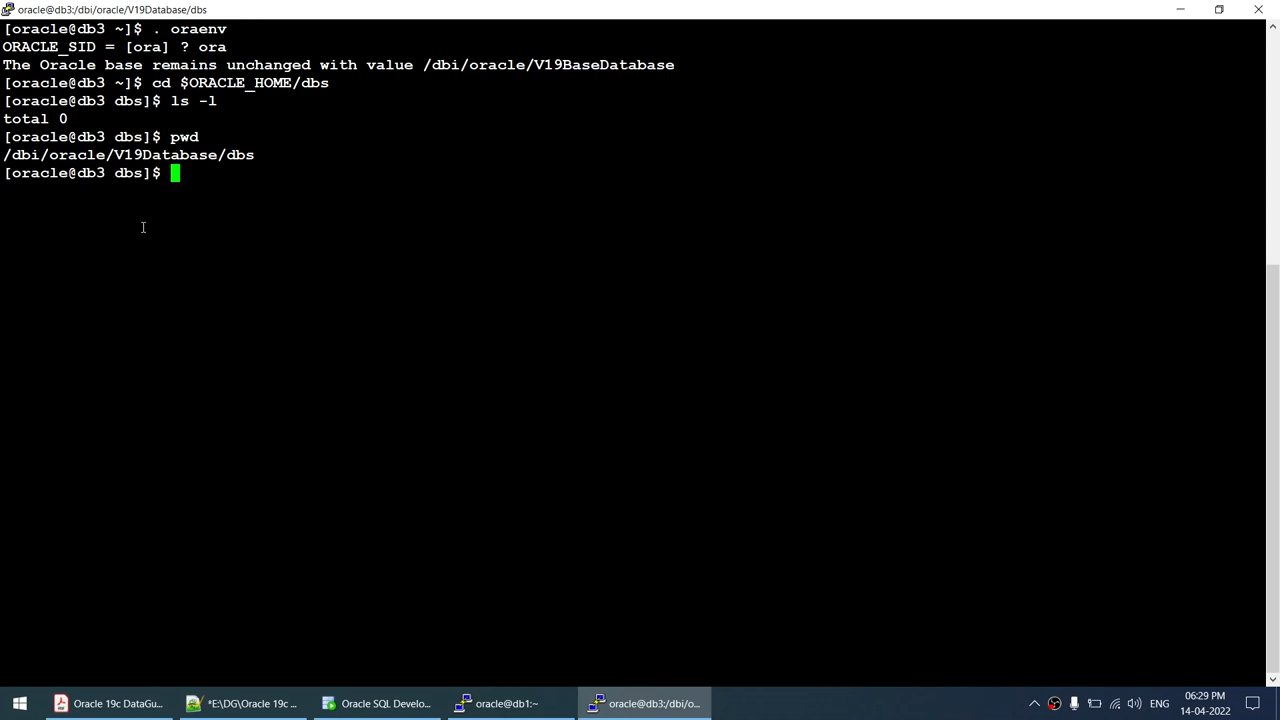 oracle@db3:/dbi/oracle/V19Database/dbs
[oracle@db3 ~]$ . oraenv
ORACLE_SID = [ora] ? ora
The Oracle base remains unchanged with value /dbi/oracle/V19BaseDatabase
[oracle@db3 ~]$ cd $ORACLE_HOME/dbs
[oracle@db3 dbs]$ ls -l
total 0
[oracle@db3 dbs]$ pwd
/dbi/oracle/V19Database/dbs
[oracle@db3 dbs]$
Oracle 19c DataGu... *E:\DG\Oracle 19c ... Oracle SQL Develo... oracle@db1:~ oracle@db3:/dbi/o... ENG 06:29 PM
14-04-2022